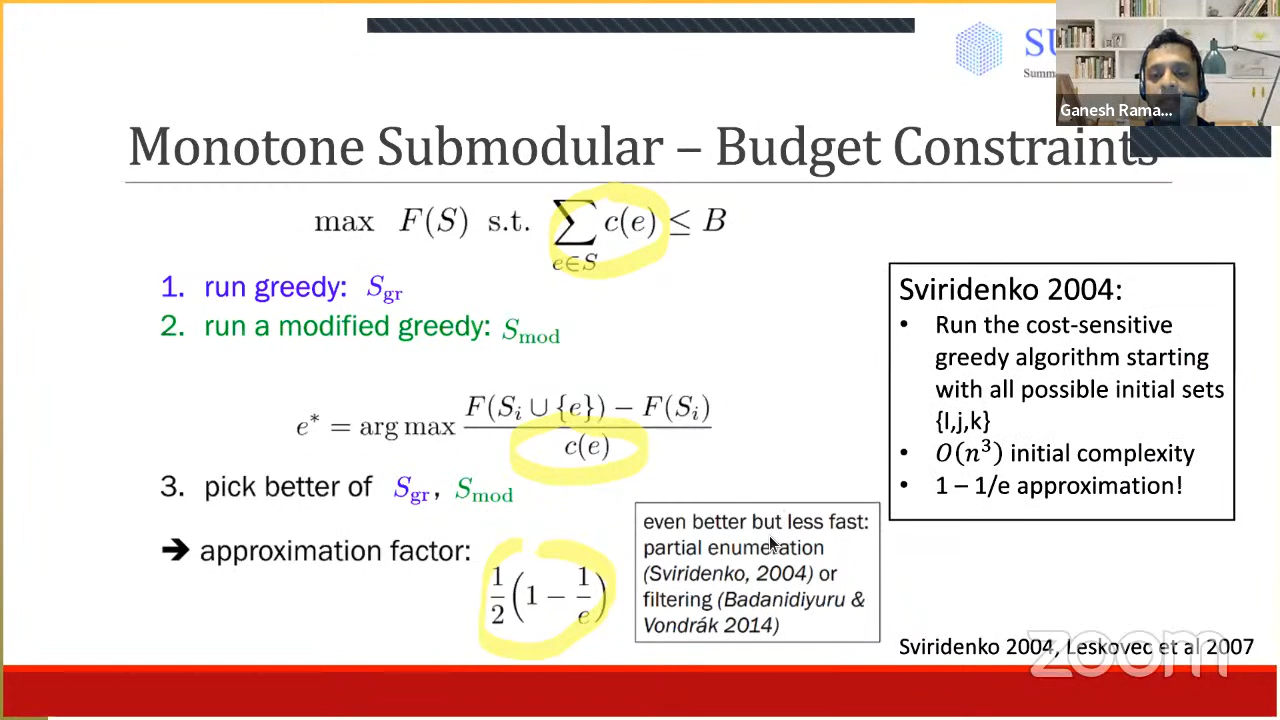 SU
Summ
Ganesh Rama...
Monotone Submodular – Budget Constraints
max F(S) s.t. ∑_{e∈S} c(e) ≤ B
1. run greedy: S_gr
2. run a modified greedy: S_mod
e* = arg max (F(S_i ∪ {e}) − F(S_i)) / c(e)
3. pick better of S_gr, S_mod
➔ approximation factor:
1/2 (1 − 1/e)
even better but less fast:
partial enumeration
(Sviridenko, 2004) or
filtering (Badanidiyuru &
Vondrák 2014)
Sviridenko 2004:
• Run the cost-sensitive
greedy algorithm starting
with all possible initial sets
{I,j,k}
• O(n³) initial complexity
• 1 – 1/e approximation!
Sviridenko 2004, Leskovec et al 2007
zoom